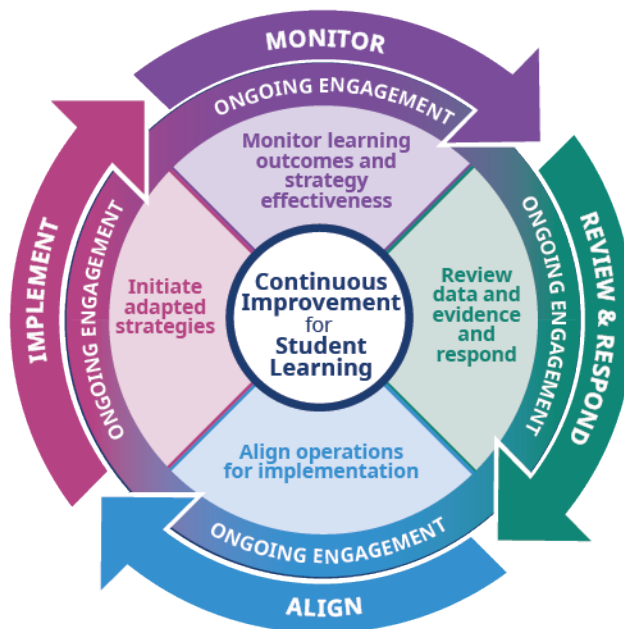 MONITOR
ONGOING ENGAGEMENT
Monitor learning
outcomes and
strategy
effectiveness
REVIEW & RESPOND
ONGOING ENGAGEMENT
Review
data and
evidence
and
respond
ALIGN
ONGOING ENGAGEMENT
Align operations
for implementation
IMPLEMENT
ONGOING ENGAGEMENT
Initiate
adapted
strategies
Continuous
Improvement
for
Student
Learning